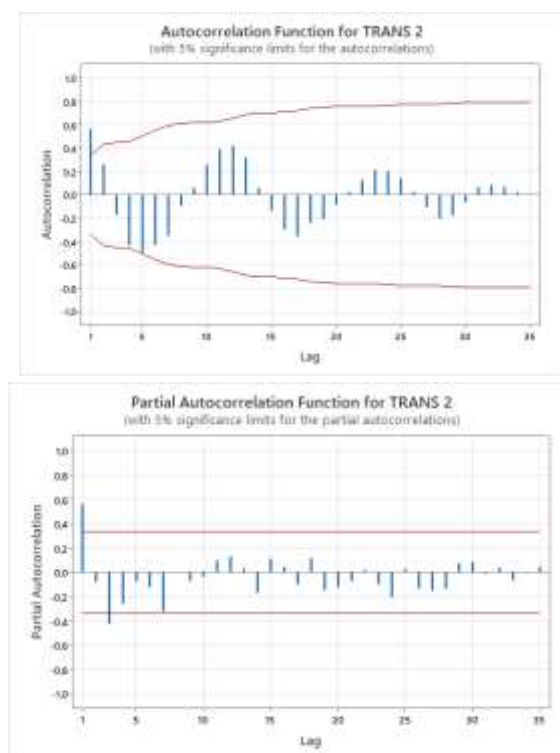 Autocorrelation Function for TRANS 2
(with 5% significance limits for the autocorrelations)
1.0
0.8
0.6
0.4
0.2
0.0
-0.2
-0.4
-0.6
-0.8
-1.0
Autocorrelation
1 5 10 15 20 25 30 35
Lag
Partial Autocorrelation Function for TRANS 2
(with 5% significance limits for the partial autocorrelations)
1.0
0.8
0.6
0.4
0.2
0.0
-0.2
-0.4
-0.6
-0.8
-1.0
Partial Autocorrelation
1 5 10 15 20 25 30 35
Lag